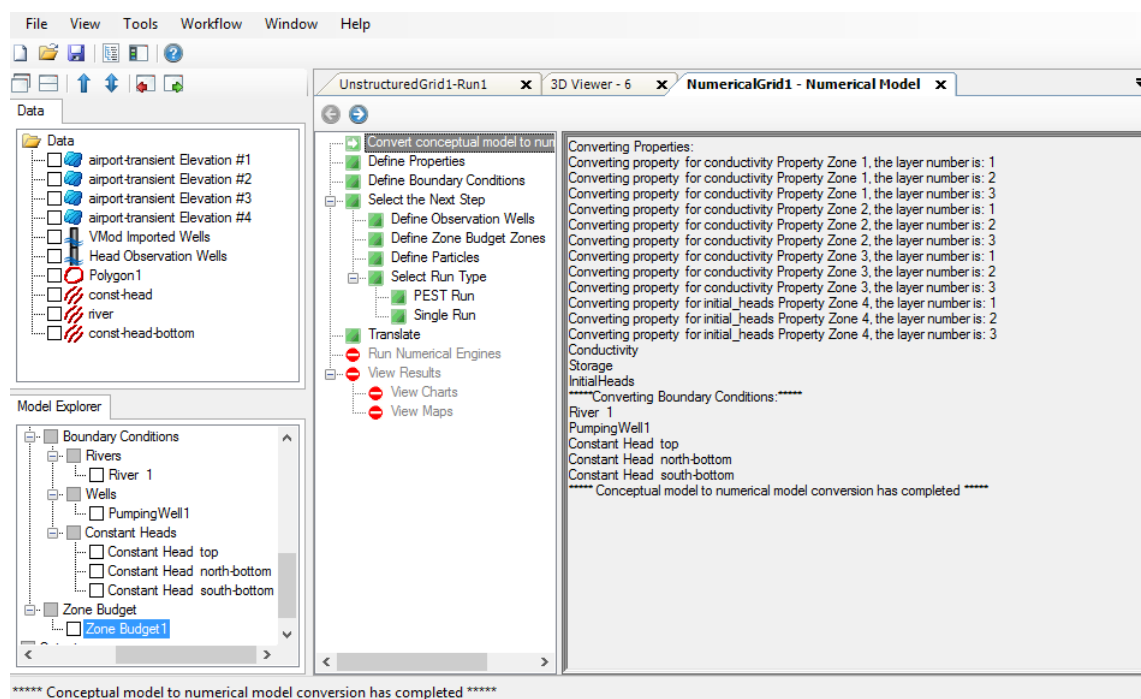 File View Tools Workflow Window Help
UnstructuredGrid1-Run1 x 3D Viewer - 6 x NumericalGrid1 - Numerical Model x
Data
Data
airport-transient Elevation #1
airport-transient Elevation #2
airport-transient Elevation #3
airport-transient Elevation #4
VMod Imported Wells
Head Observation Wells
Polygon1
const-head
river
const-head-bottom
Model Explorer
Boundary Conditions
Rivers
River 1
Wells
PumpingWell1
Constant Heads
Constant Head top
Constant Head north-bottom
Constant Head south-bottom
Zone Budget
Zone Budget1
Convert conceptual model to num
Define Properties
Define Boundary Conditions
Select the Next Step
Define Observation Wells
Define Zone Budget Zones
Define Particles
Select Run Type
PEST Run
Single Run
Translate
Run Numerical Engines
View Results
View Charts
View Maps
Converting Properties:
Converting property for conductivity Property Zone 1, the layer number is: 1
Converting property for conductivity Property Zone 1, the layer number is: 2
Converting property for conductivity Property Zone 1, the layer number is: 3
Converting property for conductivity Property Zone 2, the layer number is: 1
Converting property for conductivity Property Zone 2, the layer number is: 2
Converting property for conductivity Property Zone 2, the layer number is: 3
Converting property for conductivity Property Zone 3, the layer number is: 1
Converting property for conductivity Property Zone 3, the layer number is: 2
Converting property for conductivity Property Zone 3, the layer number is: 3
Converting property for initial_heads Property Zone 4, the layer number is: 1
Converting property for initial_heads Property Zone 4, the layer number is: 2
Converting property for initial_heads Property Zone 4, the layer number is: 3
Conductivity
Storage
InitialHeads
*****Converting Boundary Conditions:*****
River 1
PumpingWell1
Constant Head top
Constant Head north-bottom
Constant Head south-bottom
***** Conceptual model to numerical model conversion has completed *****
***** Conceptual model to numerical model conversion has completed *****